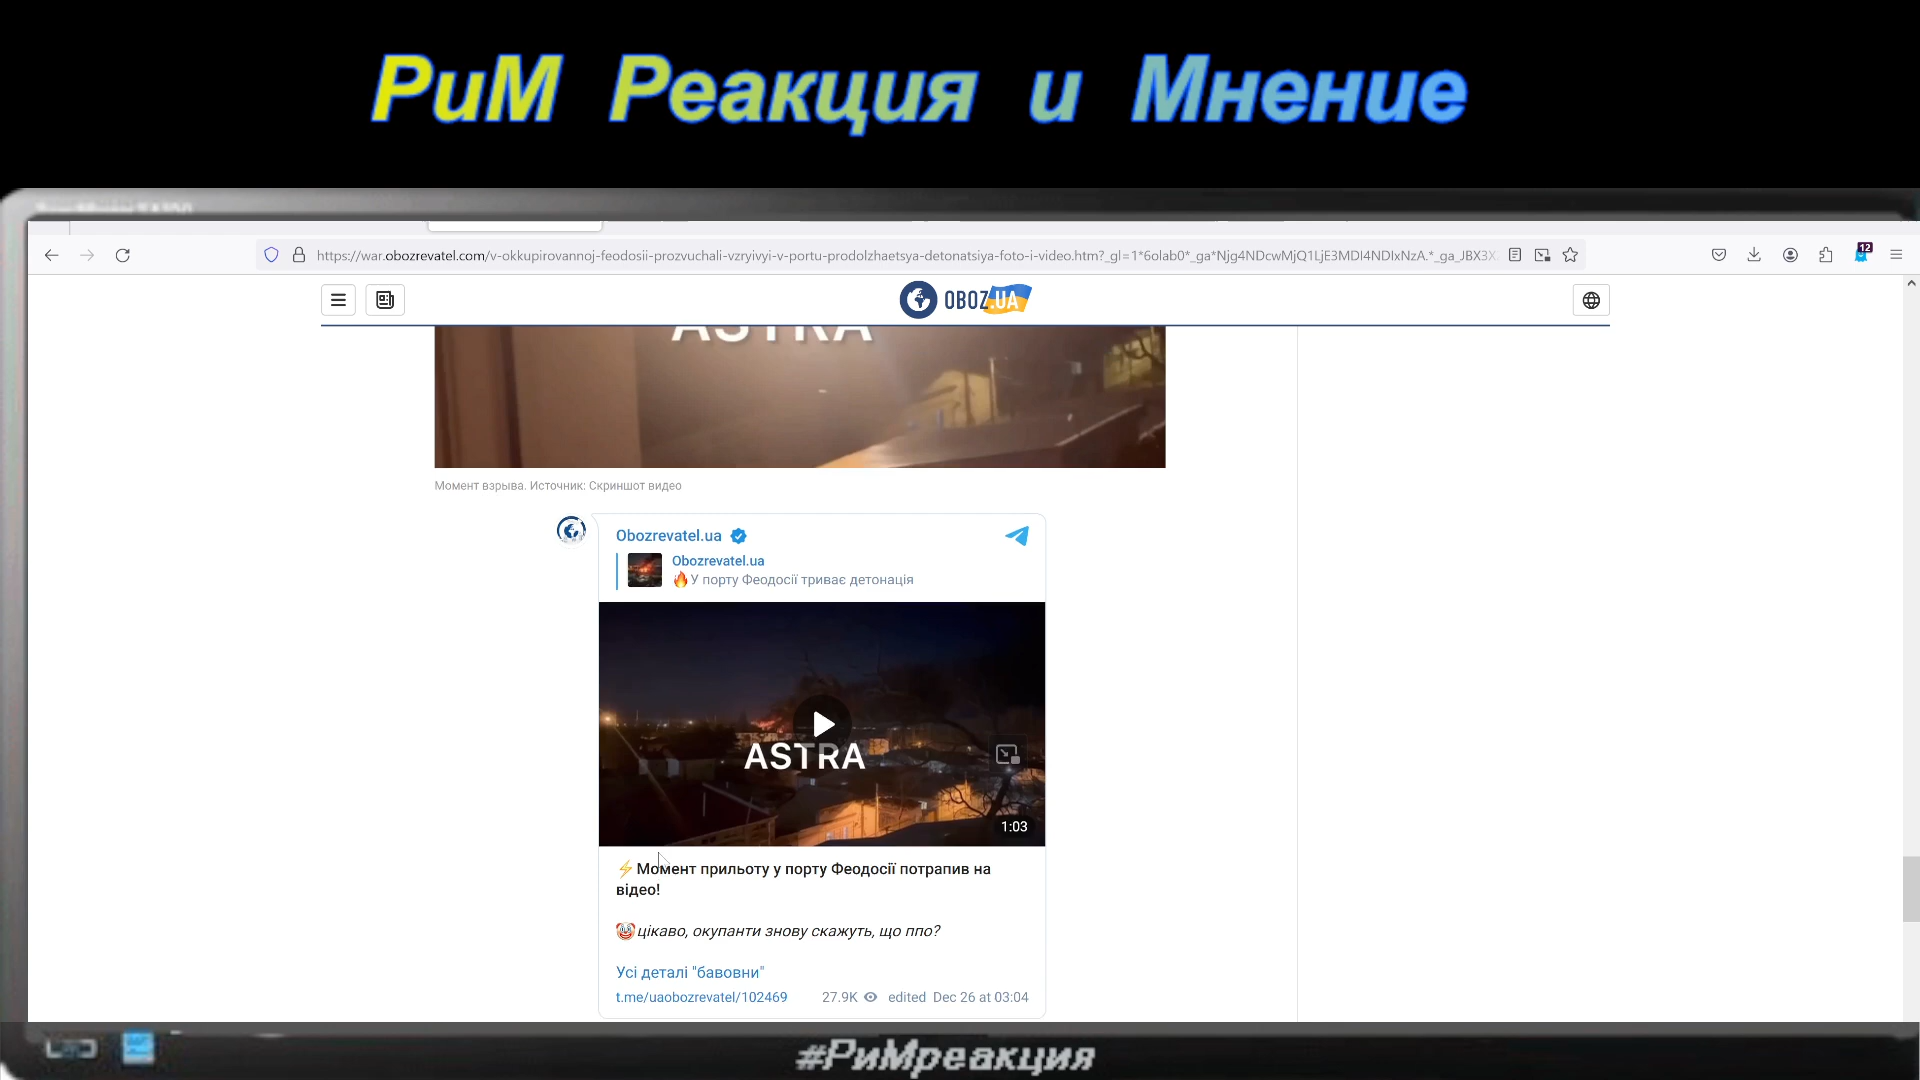 РиМ Реакция и Мнение
https://war.obozrevatel.com/v-okkupirovannoj-feodosii-prozvuchali-vzryivyi-v-portu-prodolzhaetsya-detonatsiya-foto-i-video.htm?_gl=1*6olab0*_ga*Njg4NDcwMjQ1LjE3MDI4NDIxNzA.*_ga_JBX3X
12
OBOZ.UA
ASTRA
Момент взрыва. Источник: Скриншот видео
Obozrevatel.ua
Obozrevatel.ua
🔥У порту Феодосії триває детонація
ASTRA
1:03
⚡Момент прильоту у порту Феодосії потрапив на
відео!
🤡цікаво, окупанти знову скажуть, що ппо?
Усі деталі "бавовни"
t.me/uaobozrevatel/102469 27.9K edited Dec 26 at 03:04
#РиМреакция